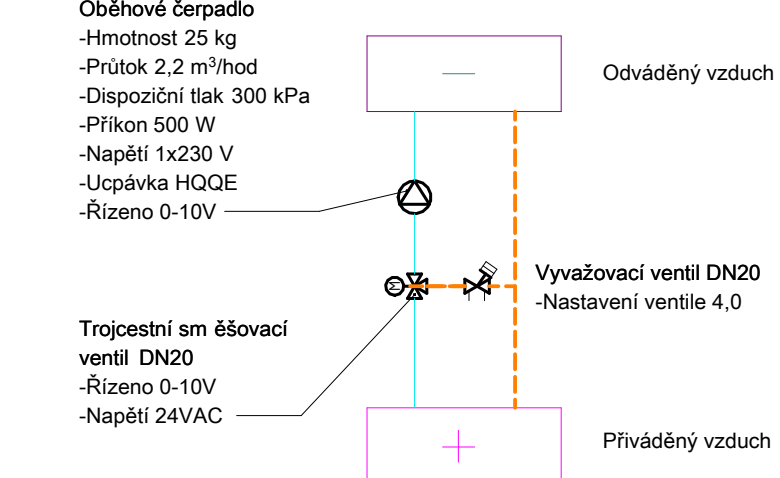 Oběhové čerpadlo
-Hmotnost 25 kg
-Průtok 2,2 m³/hod
-Dispoziční tlak 300 kPa
-Příkon 500 W
-Napětí 1x230 V
-Ucpávka HQQE
-Řízeno 0-10V
Odváděný vzduch
Vyvažovací ventil DN20
-Nastavení ventile 4,0
M
Trojcestní sm ěšovací
ventil DN20
-Řízeno 0-10V
-Napětí 24VAC
Přiváděný vzduch